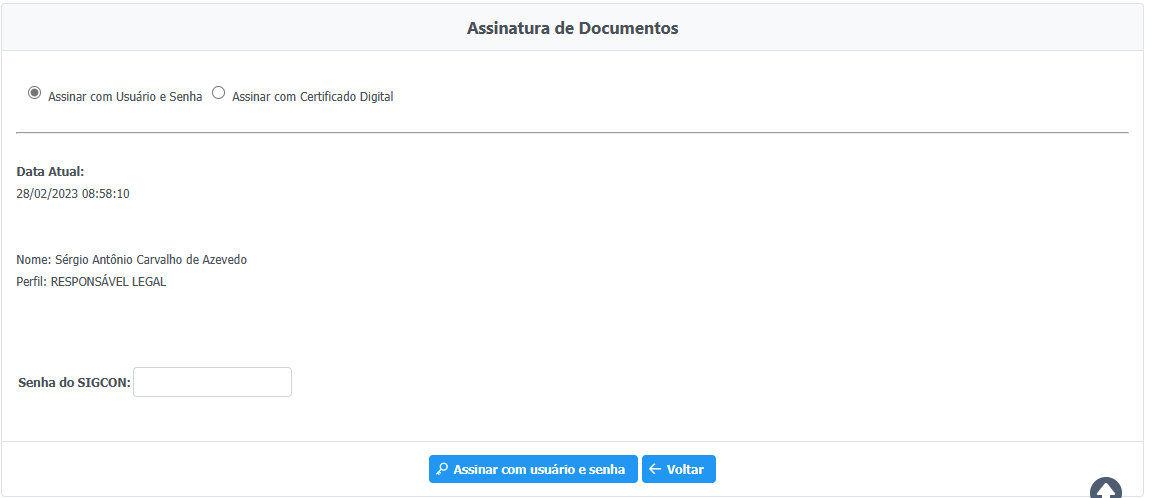 Assinatura de Documentos
Assinar com Usuário e Senha Assinar com Certificado Digital
Data Atual:
28/02/2023 08:58:10
Nome: Sérgio Antônio Carvalho de Azevedo
Perfil: RESPONSÁVEL LEGAL
Senha do SIGCON:
Assinar com usuário e senha Voltar